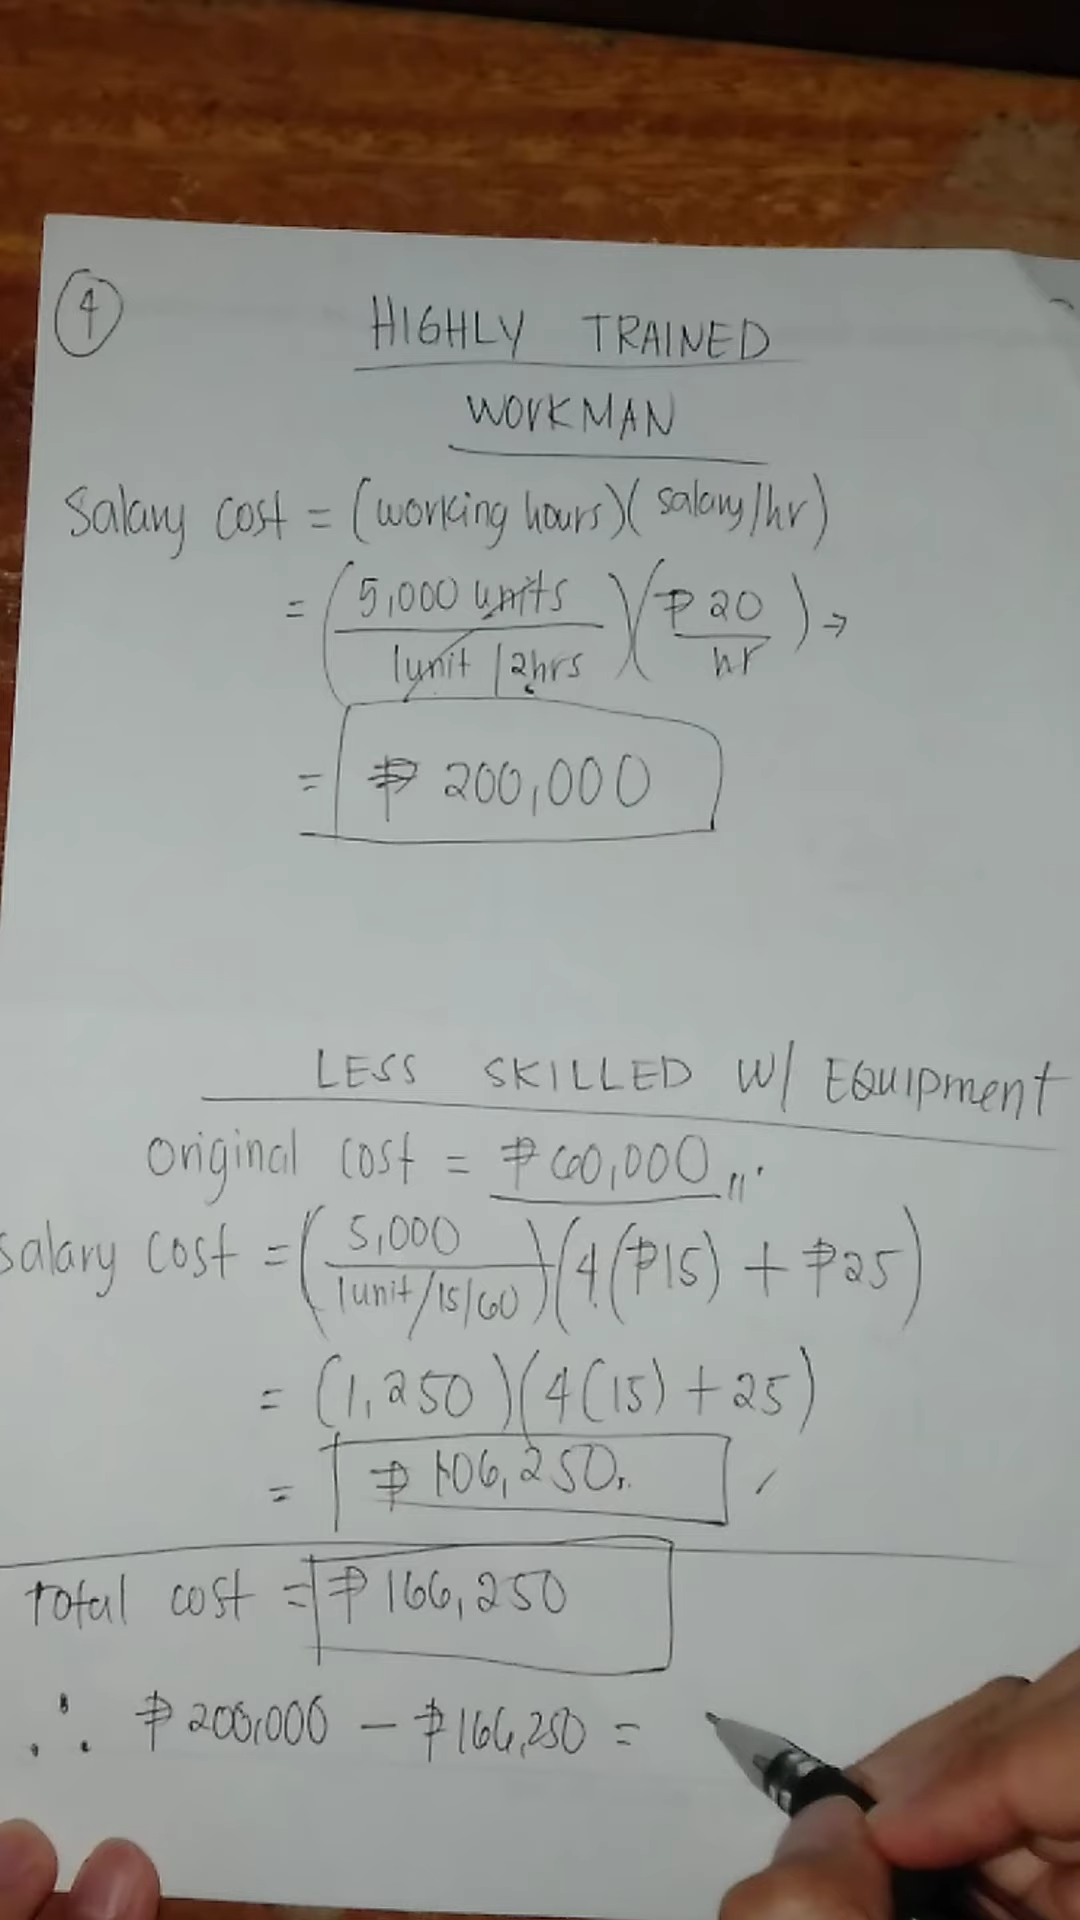 4
HIGHLY TRAINED
WORKMAN
Salary cost = (working hours)(salary/hr)
= (5,000 units / 1unit/2hrs)(₱20/hr) →
= ₱ 200,000
LESS SKILLED W/ EQUIPMENT
Original cost = ₱60,000
Salary cost = (5,000 / 1unit/15/60)(4(₱15) + ₱25)
= (1,250)(4(15) + 25)
= ₱ 106,250
Total cost = ₱166,250
∴ ₱200,000 − ₱166,250 =